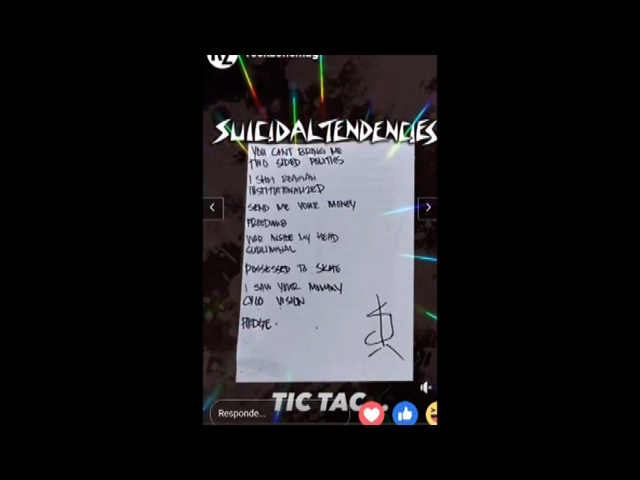 SUICIDALTENDENCIES
YOU CANT BRING ME
TWO SIDED POLITICS
I SHOT REAGAN
INSTITUTIONALIZED
SEND ME YOUR MONEY
FREEDUMB
WAR INSIDE MY HEAD
SUBLIMINAL
POSSESSED TO SKATE
I SAW YOUR MOMMY
CYCO VISION
PLEDGE
TIC TAC...
Responde...